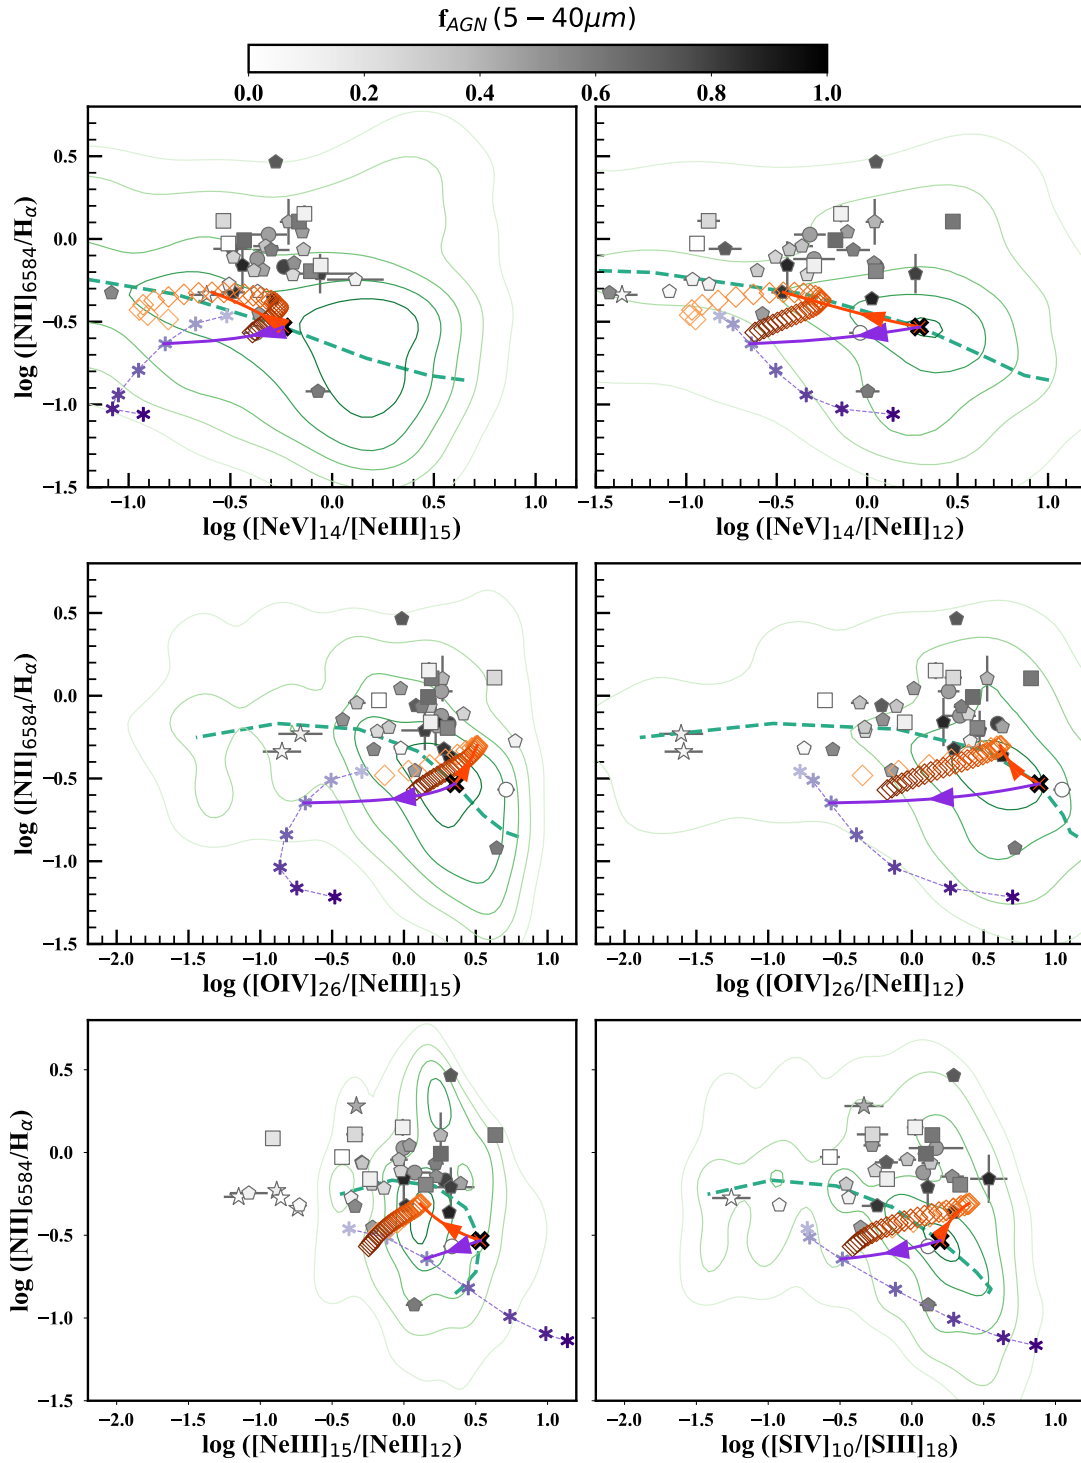 f_AGN (5 − 40μm)
0.0 0.2 0.4 0.6 0.8 1.0
0.5
0.0
−0.5
−1.0
−1.5
log ([NII]6584/Hα)
−1.0 −0.5 0.0 0.5
log ([NeV]14/[NeIII]15)
−1.5 −1.0 −0.5 0.0 0.5 1.0
log ([NeV]14/[NeII]12)
0.5
0.0
−0.5
−1.0
−1.5
log ([NII]6584/Hα)
−2.0 −1.5 −1.0 −0.5 0.0 0.5 1.0
log ([OIV]26/[NeIII]15)
−2.0 −1.5 −1.0 −0.5 0.0 0.5 1.0
log ([OIV]26/[NeII]12)
0.5
0.0
−0.5
−1.0
−1.5
log ([NII]6584/Hα)
−2.0 −1.5 −1.0 −0.5 0.0 0.5 1.0
log ([NeIII]15/[NeII]12)
−2.0 −1.5 −1.0 −0.5 0.0 0.5 1.0
log ([SIV]10/[SIII]18)